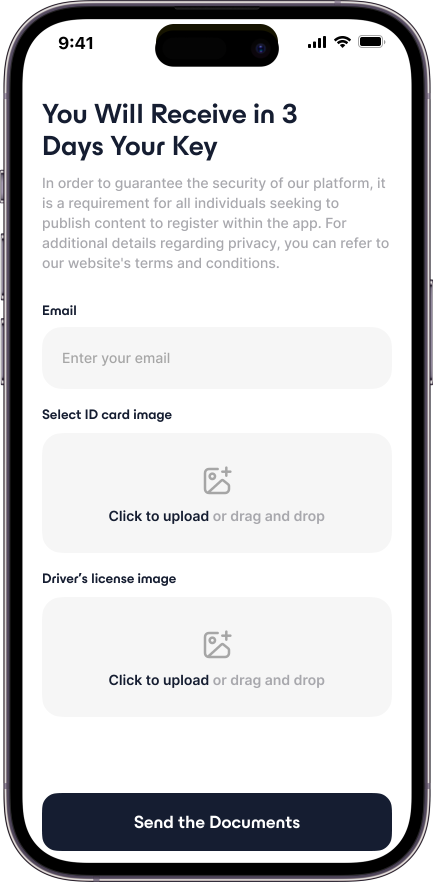 9:41
You Will Receive in 3
Days Your Key
In order to guarantee the security of our platform, it
is a requirement for all individuals seeking to
publish content to register within the app. For
additional details regarding privacy, you can refer to
our website's terms and conditions.
Email
Enter your email
Select ID card image
Click to upload or drag and drop
Driver’s license image
Click to upload or drag and drop
Send the Documents